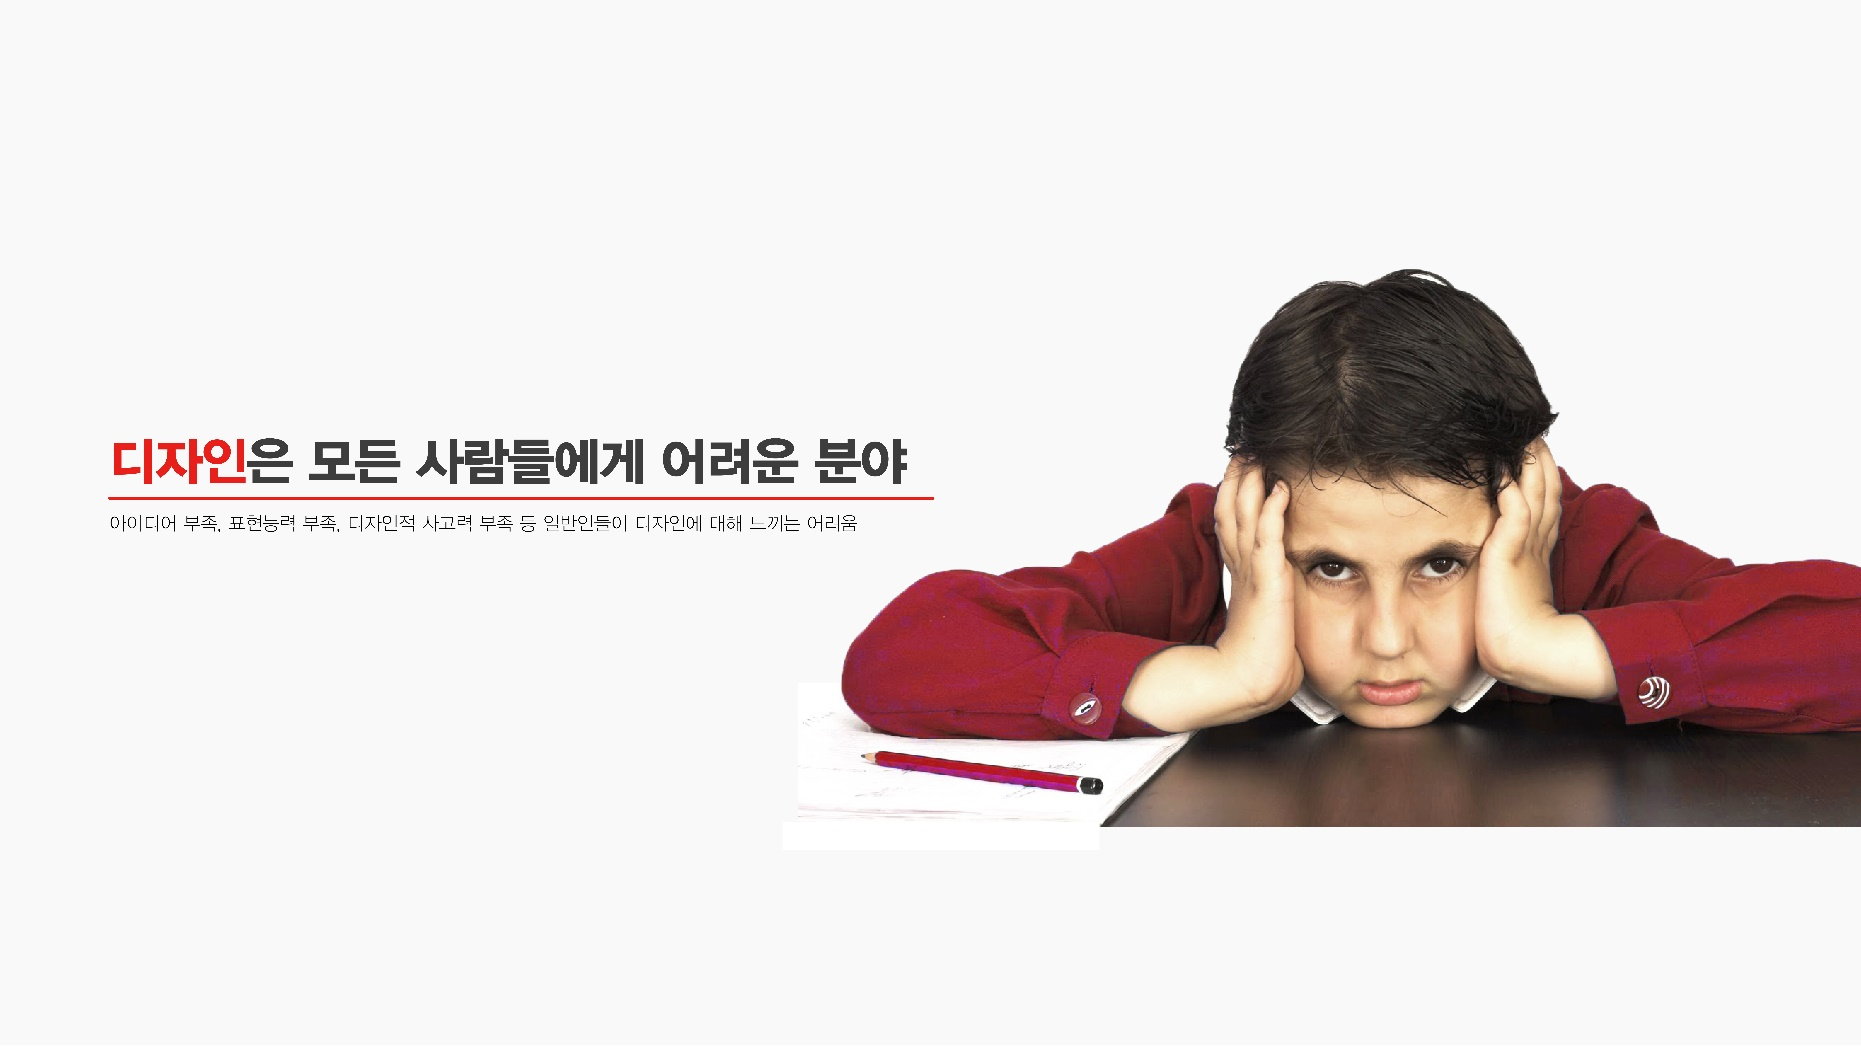 디자인은 모든 사람들에게 어려운 분야
아이디어 부족, 표현능력 부족, 디자인적 사고력 부족 등 일반인들이 디자인에 대해 느끼는 어려움